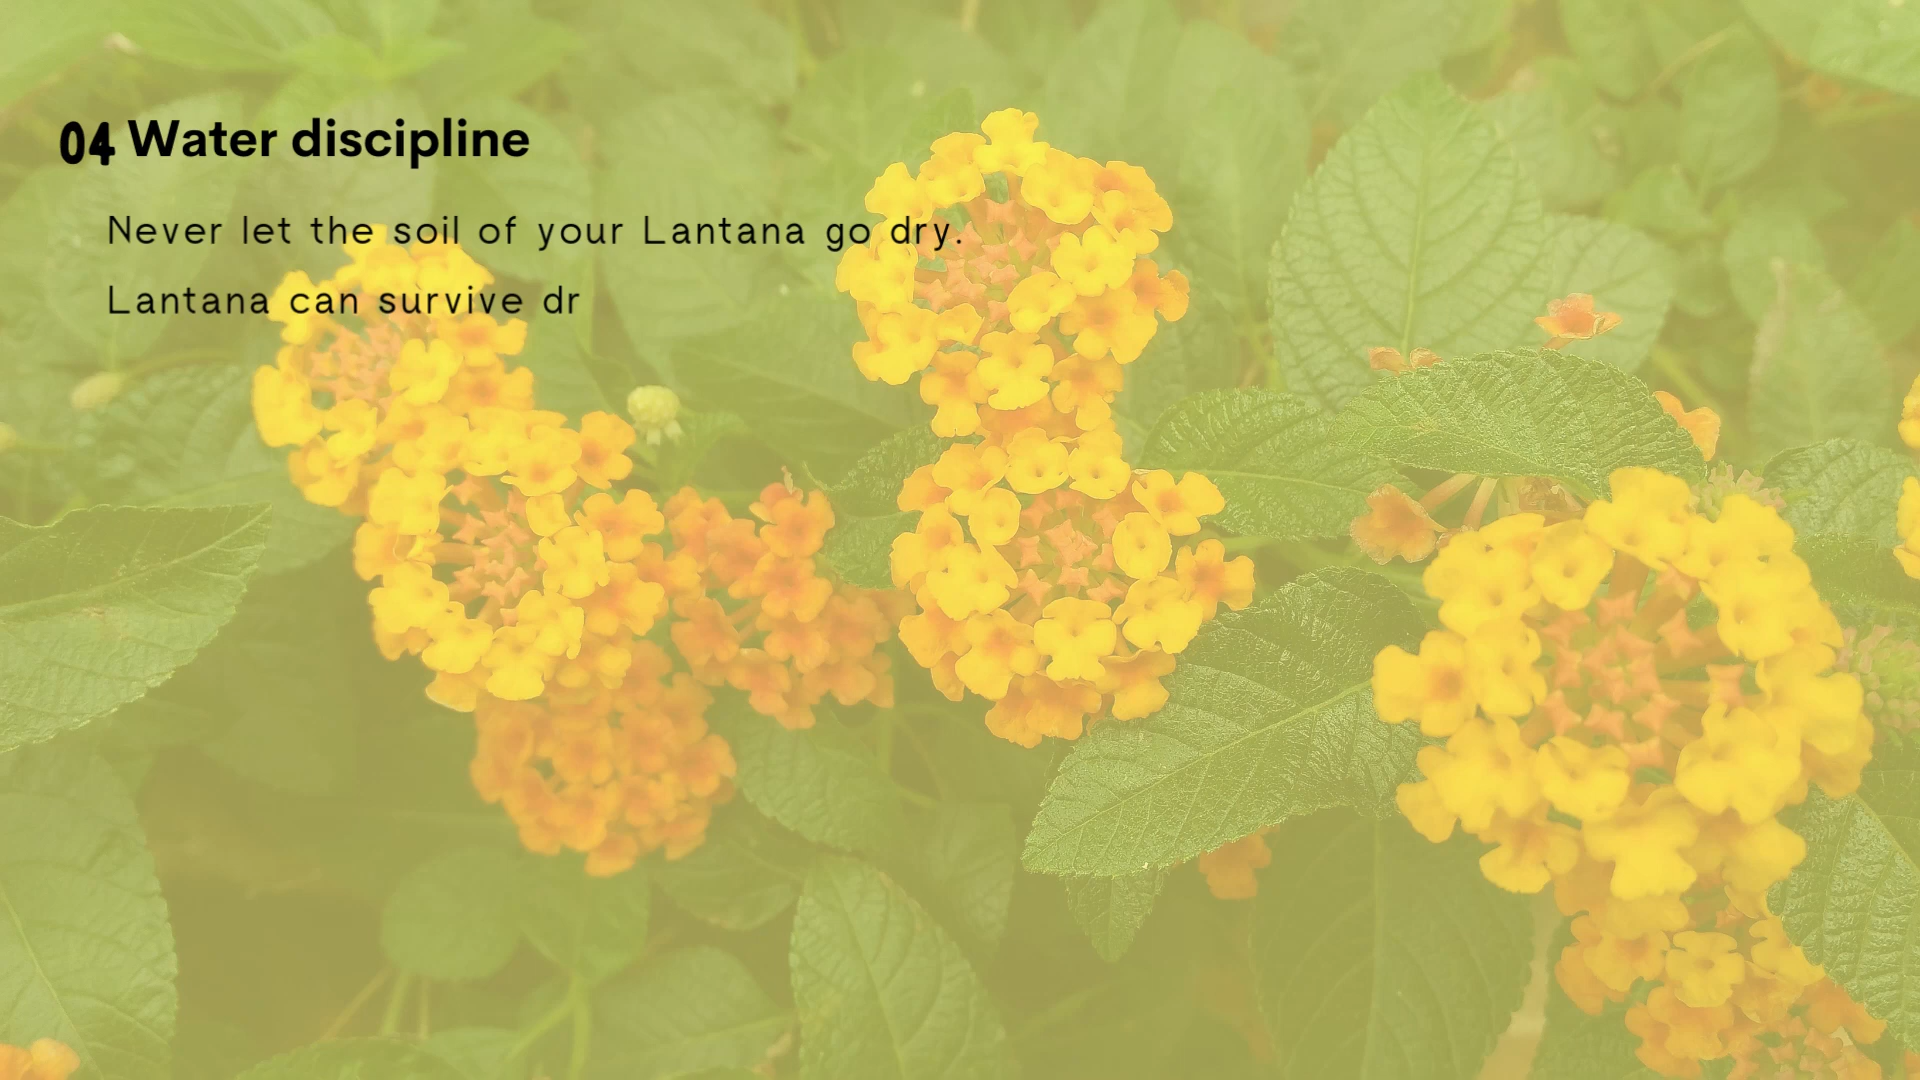 04 Water discipline
Never let the soil of your Lantana go dry.
Lantana can survive dr